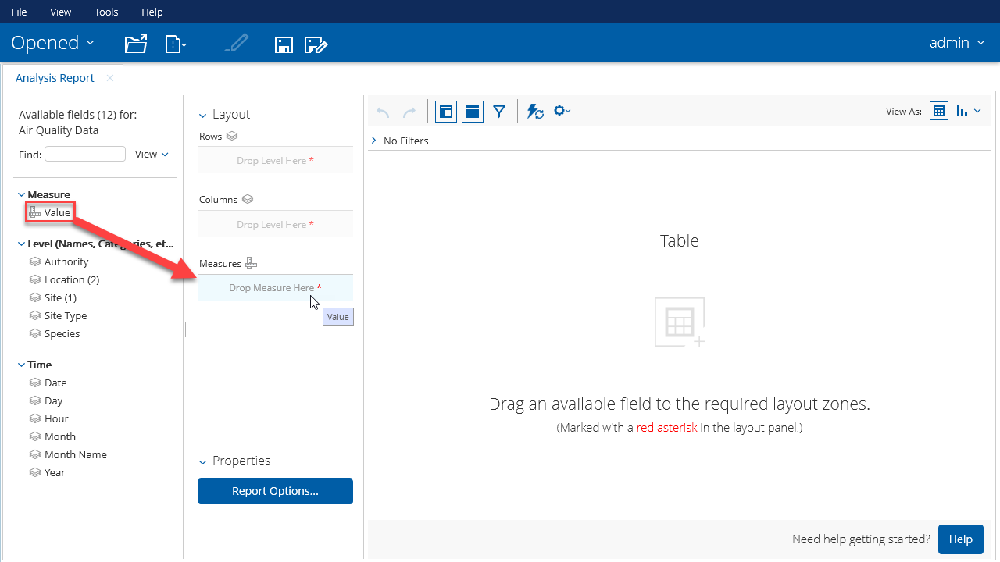 File View Tools Help
Opened
admin
Analysis Report
Available fields (12) for:
Air Quality Data
Find:
View
Measure
Value
Level (Names, Categories, et...
Authority
Location (2)
Site (1)
Site Type
Species
Time
Date
Day
Hour
Month
Month Name
Year
Layout
Rows
Drop Level Here *
Columns
Drop Level Here *
Measures
Drop Measure Here *
Value
Properties
Report Options...
View As:
No Filters
Table
Drag an available field to the required layout zones.
(Marked with a red asterisk in the layout panel.)
Need help getting started?
Help